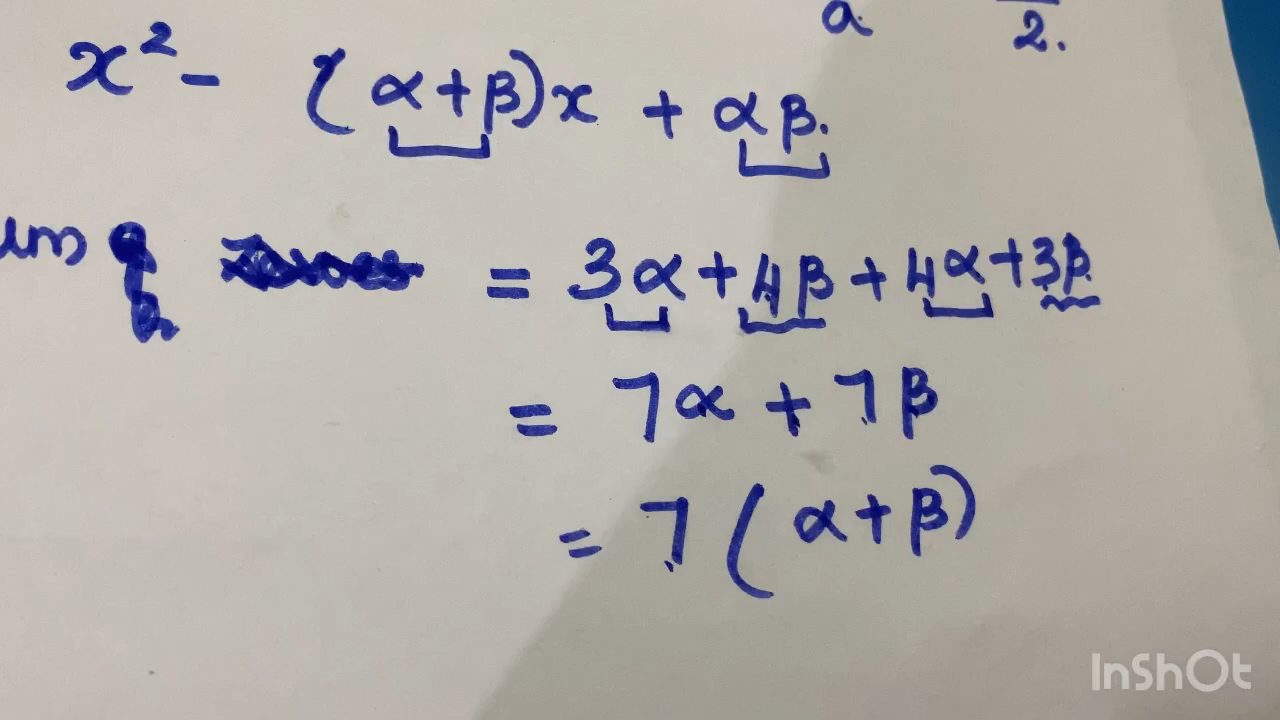 a 2.
x² - (α+β)x + αβ.
= 3α+4β+4α+3β
= 7α + 7β
= 7(α+β)
InShOt